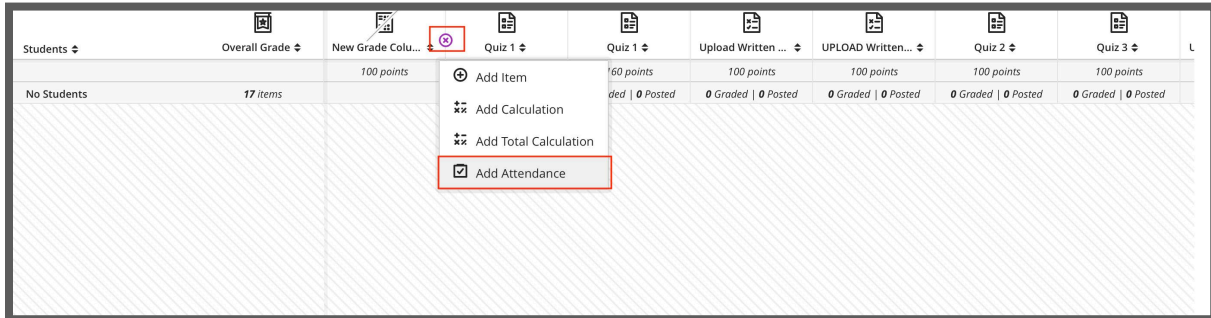 Students Overall Grade New Grade Colu... Quiz 1 Quiz 1 Upload Written ... UPLOAD Written... Quiz 2 Quiz 3
100 points 160 points 100 points 100 points 100 points 100 points
No Students 17 items ded | 0 Posted 0 Graded | 0 Posted 0 Graded | 0 Posted 0 Graded | 0 Posted 0 Graded | 0 Posted
Add Item
Add Calculation
Add Total Calculation
Add Attendance